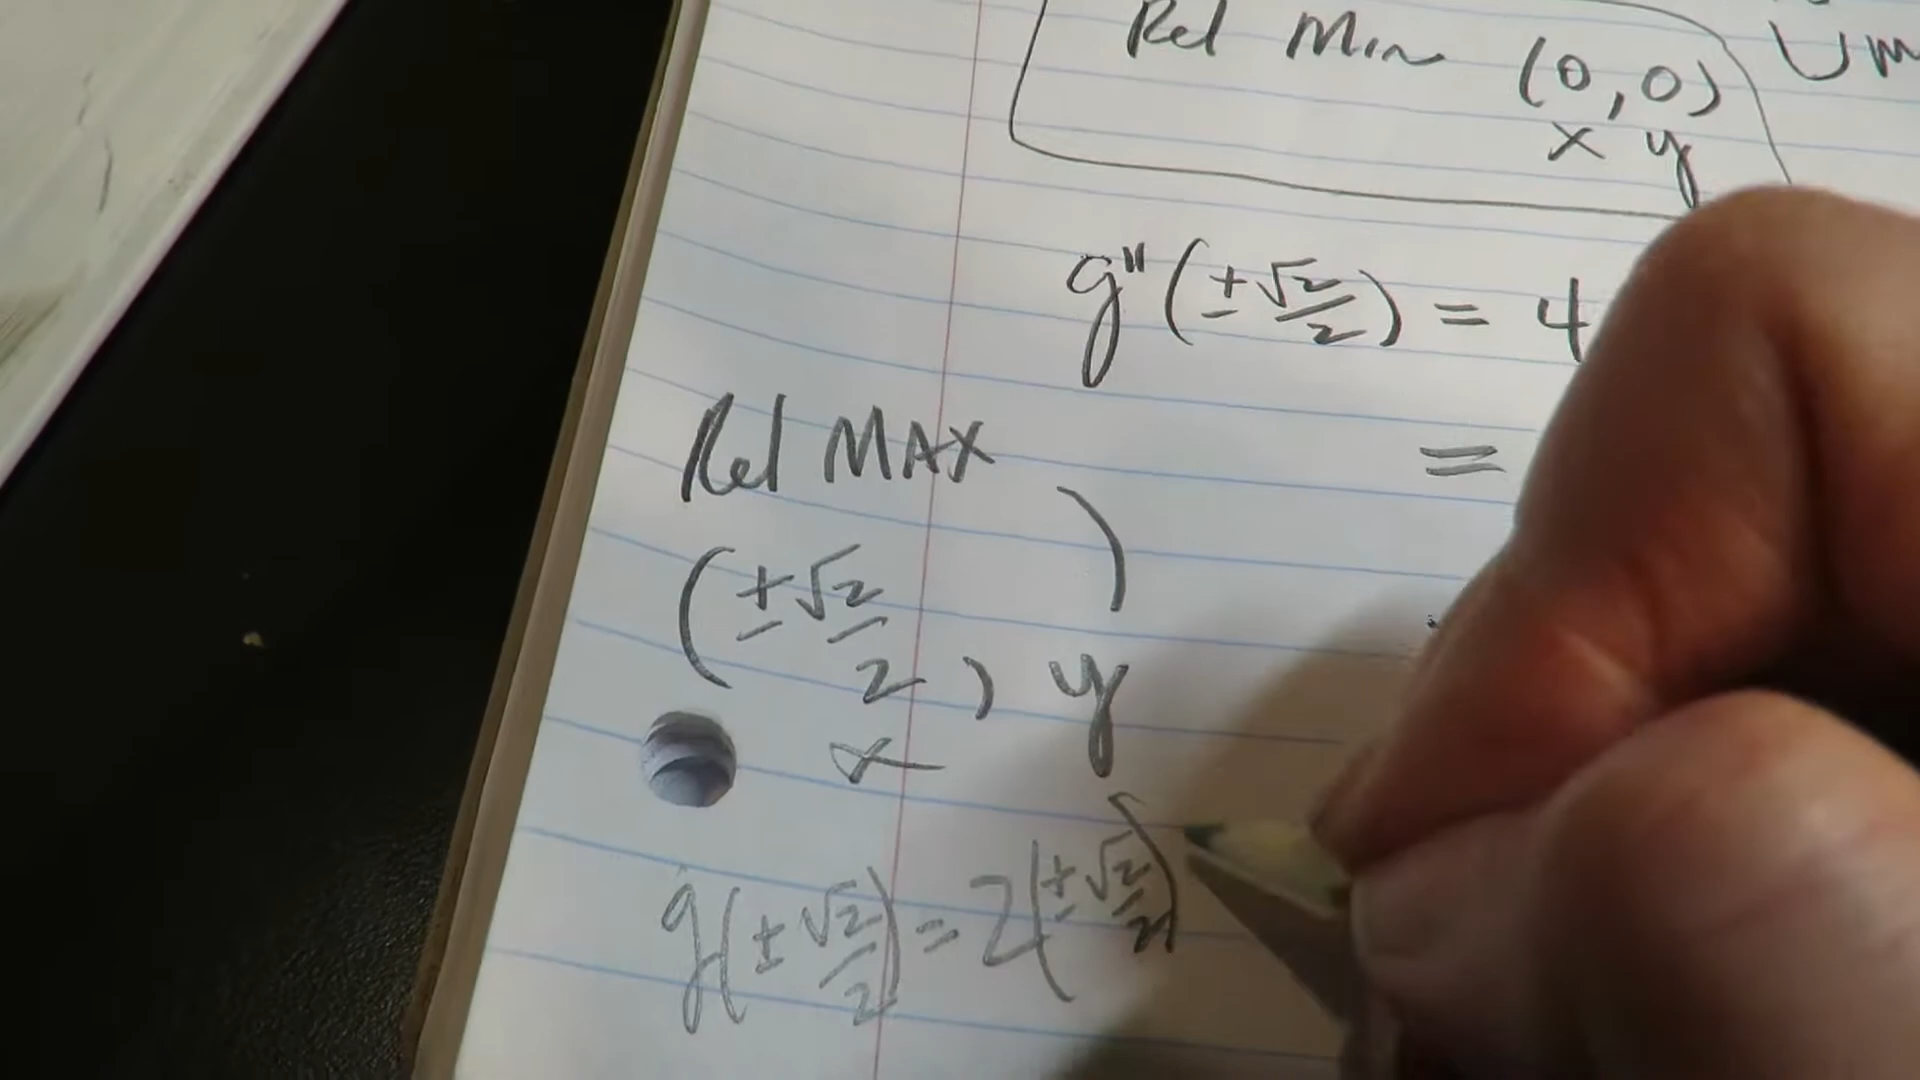 Rel Min (0,0)
x y
g"(±√2/2) = 4
=
Rel MAX
(±√2/2, y)
x
g(±√2/2) = 2(±√2/2)